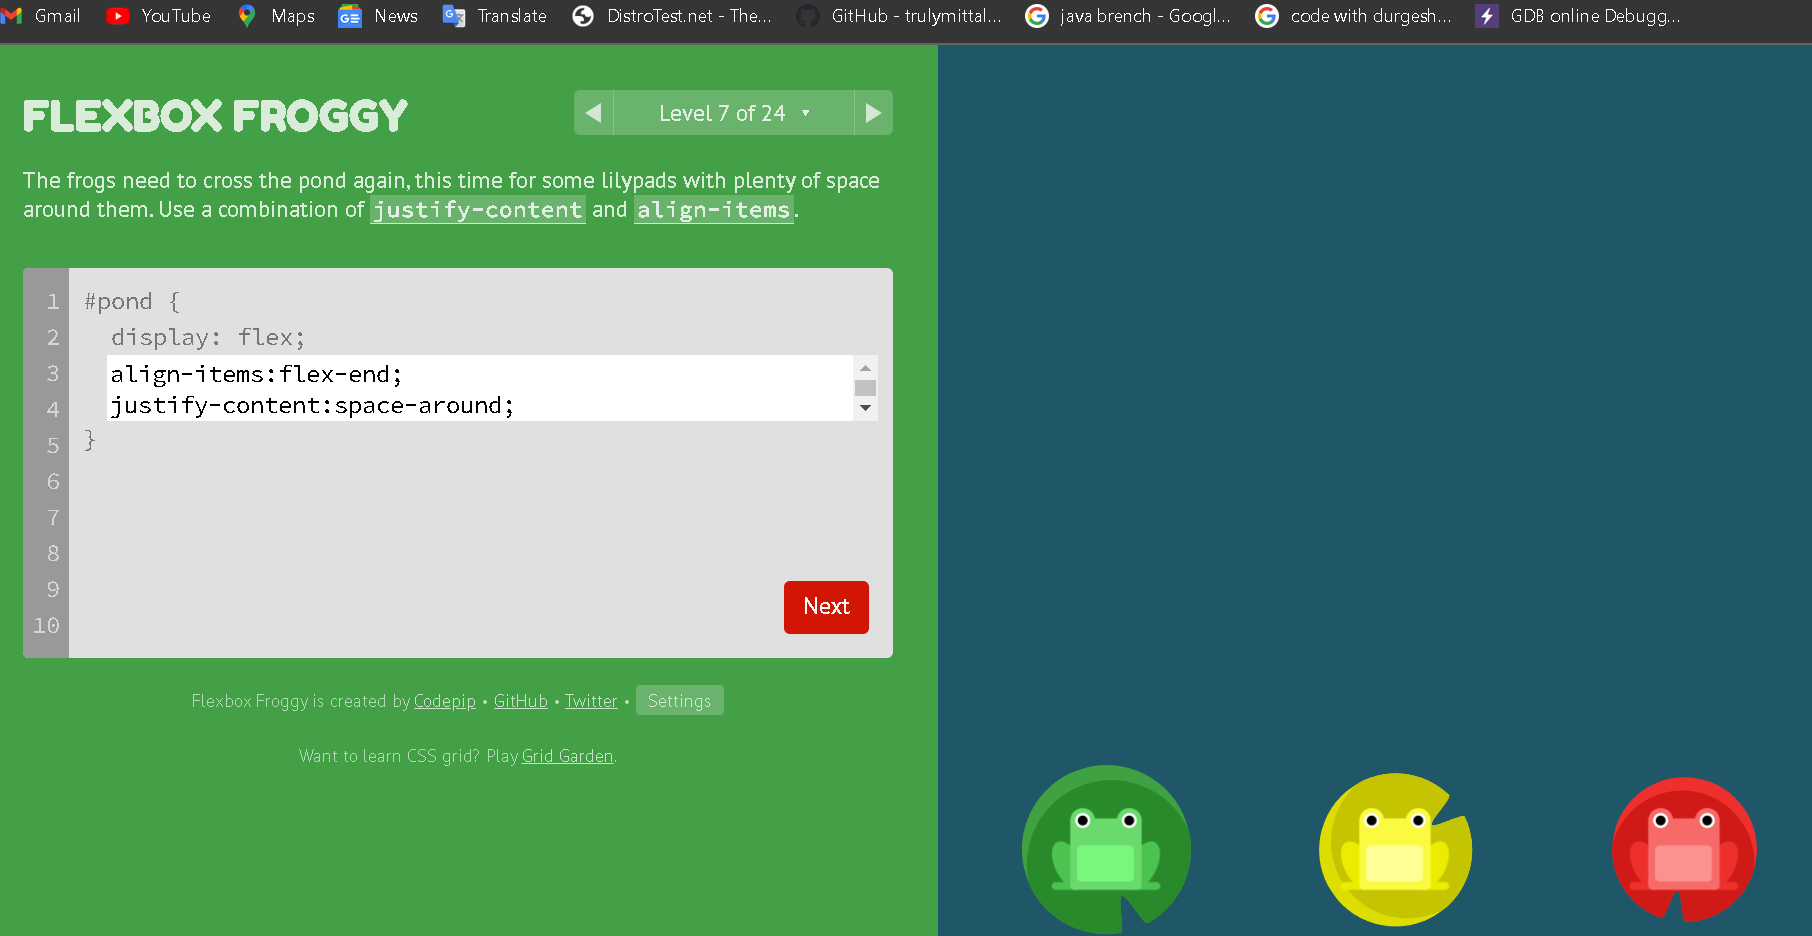 Gmail YouTube Maps News Translate DistroTest.net - The... GitHub - trulymittal... java brench - Googl... code with durgesh... GDB online Debugg...
FLEXBOX FROGGY
Level 7 of 24
The frogs need to cross the pond again, this time for some lilypads with plenty of space
around them. Use a combination of justify-content and align-items.
1 #pond {
2 display: flex;
3 align-items:flex-end;
4 justify-content:space-around;
5 }
6
7
8
9
10
Next
Flexbox Froggy is created by Codepip • GitHub • Twitter • Settings
Want to learn CSS grid? Play Grid Garden.